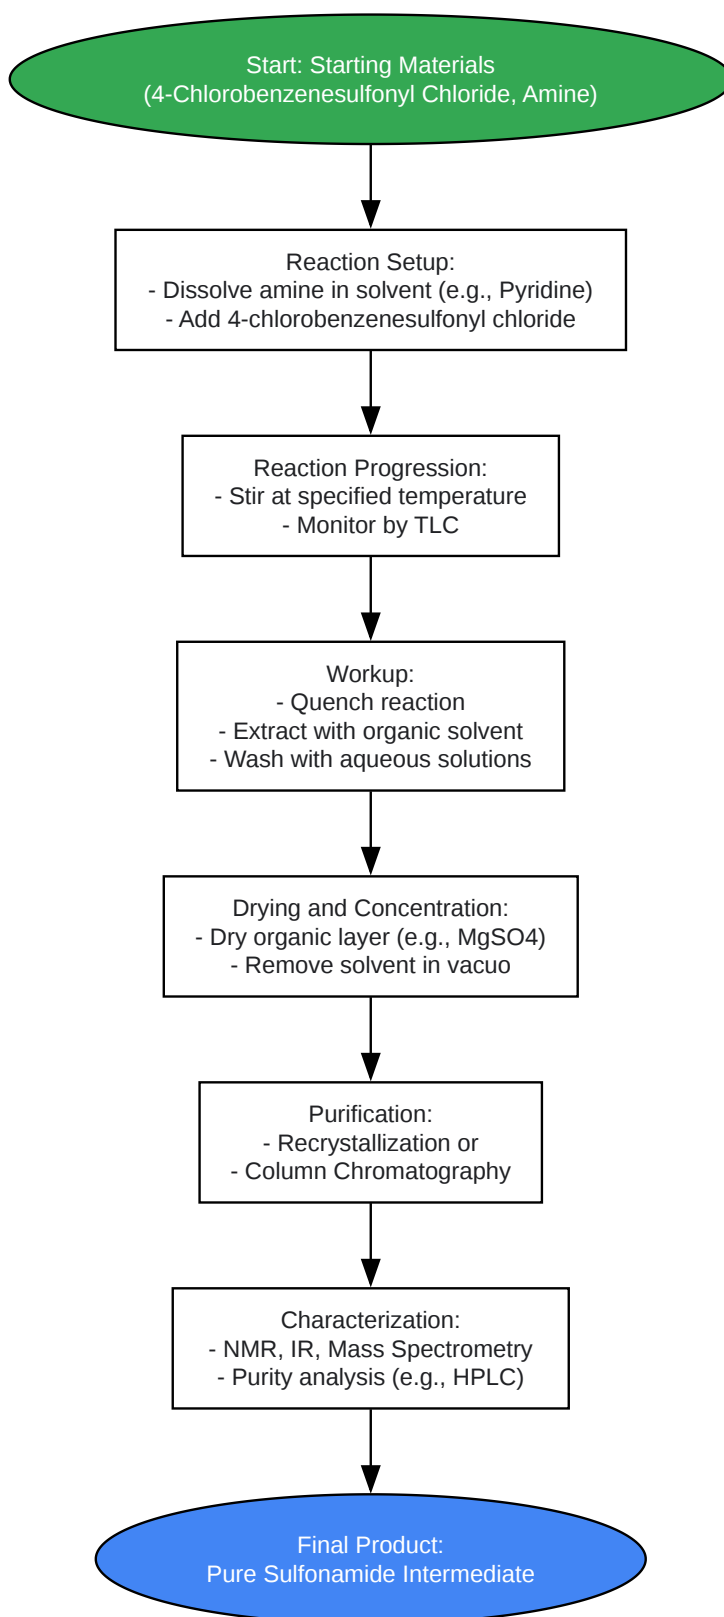 Start: Starting Materials
(4-Chlorobenzenesulfonyl Chloride, Amine)
Reaction Setup:
- Dissolve amine in solvent (e.g., Pyridine)
- Add 4-chlorobenzenesulfonyl chloride
Reaction Progression:
- Stir at specified temperature
- Monitor by TLC
Workup:
- Quench reaction
- Extract with organic solvent
- Wash with aqueous solutions
Drying and Concentration:
- Dry organic layer (e.g., MgSO4)
- Remove solvent in vacuo
Purification:
- Recrystallization or
- Column Chromatography
Characterization:
- NMR, IR, Mass Spectrometry
- Purity analysis (e.g., HPLC)
Final Product:
Pure Sulfonamide Intermediate